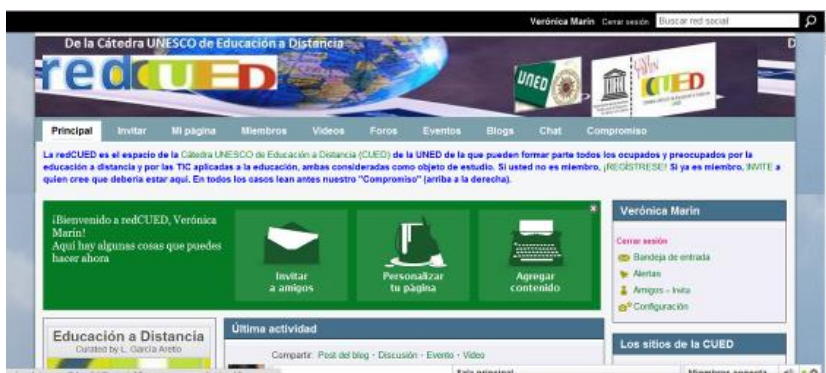 Verónica Marin Cerrar sesión Buscar red social
De la Cátedra UNESCO de Educación a Distancia
D
redCUED
UNED
UNITWIN
CUED
Principal Invitar Mi página Miembros Videos Foros Eventos Blogs Chat Compromiso
La redCUED es el espacio de la Cátedra UNESCO de Educación a Distancia (CUED) de la UNED de la que pueden formar parte todos los ocupados y preocupados por la
educación a distancia y por las TIC aplicadas a la educación, ambas consideradas como objeto de estudio. Si usted no es miembro, ¡REGÍSTRESE! Si ya es miembro, INVITE a
quien cree que debería estar aquí. En todos los casos lean antes nuestro "Compromiso" (arriba a la derecha).
¡Bienvenido a redCUED, Verónica
Marin!
Aquí hay algunas cosas que puedes
hacer ahora
Invitar
a amigos
Personalizar
tu página
Agregar
contenido
Verónica Marin
Cerrar sesión
Bandeja de entrada
Alertas
Amigos - Invita
Configuración
Educación a Distancia
Curated by L. García Aretio
Última actividad
Compartir: Post del blog · Discusión · Evento · Video
Los sitios de la CUED
Sala principal